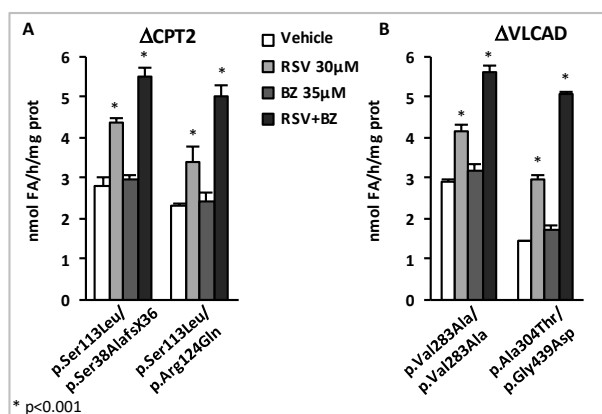 A
ΔCPT2
nmol FA/h/mg prot
6
5
4
3
2
1
0
*
*
*
*
p.Ser113Leu/
p.Ser38AlafsX36
p.Ser113Leu/
p.Arg124Gln
* p<0.001
Vehicle
RSV 30µM
BZ 35µM
RSV+BZ
B
ΔVLCAD
nmol FA/h/mg prot
6
5
4
3
2
1
0
*
*
*
*
p.Val283Ala/
p.Val283Ala
p.Ala304Thr/
p.Gly439Asp